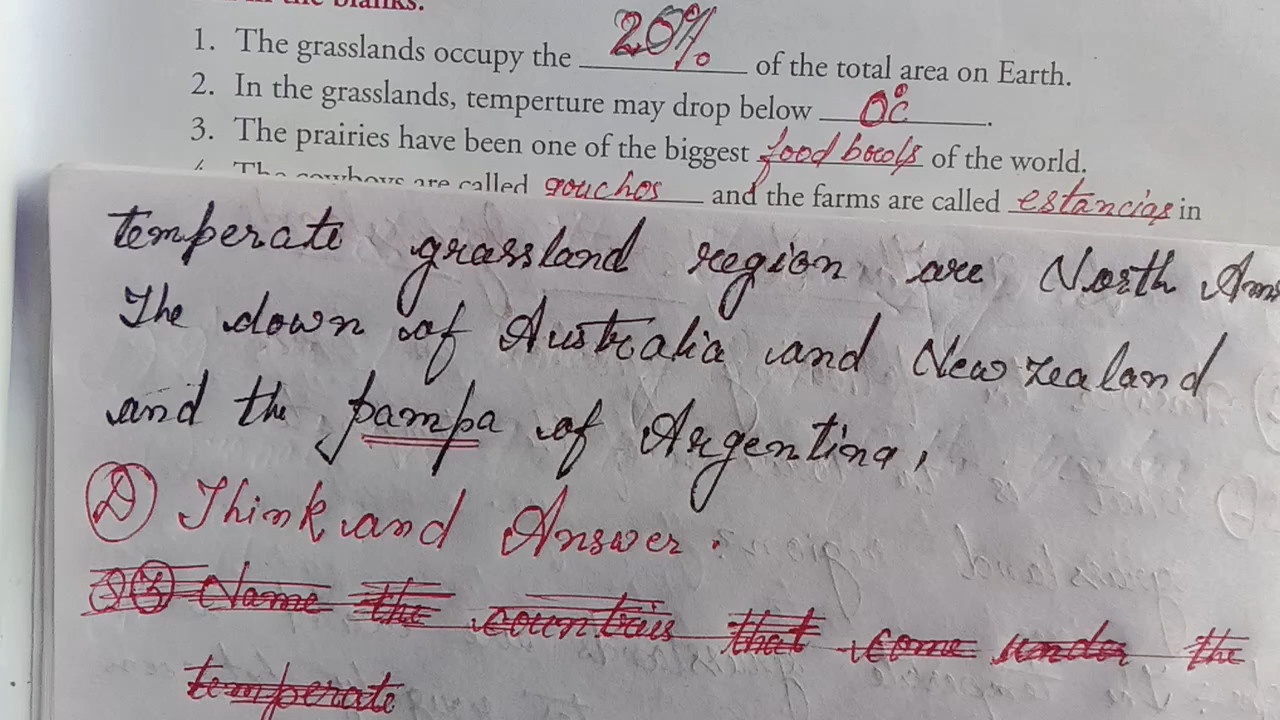 in the blanks.
1. The grasslands occupy the 20% of the total area on Earth.
2. In the grasslands, temperture may drop below 0°c.
3. The prairies have been one of the biggest food bowls of the world.
The cowboys are called gouchos and the farms are called estancias in
temperate grassland region are North Am
The down of Australia and New zealand
and the pampa of Argentina,
D Think and Answer.
Name the countries that come under the
temperate